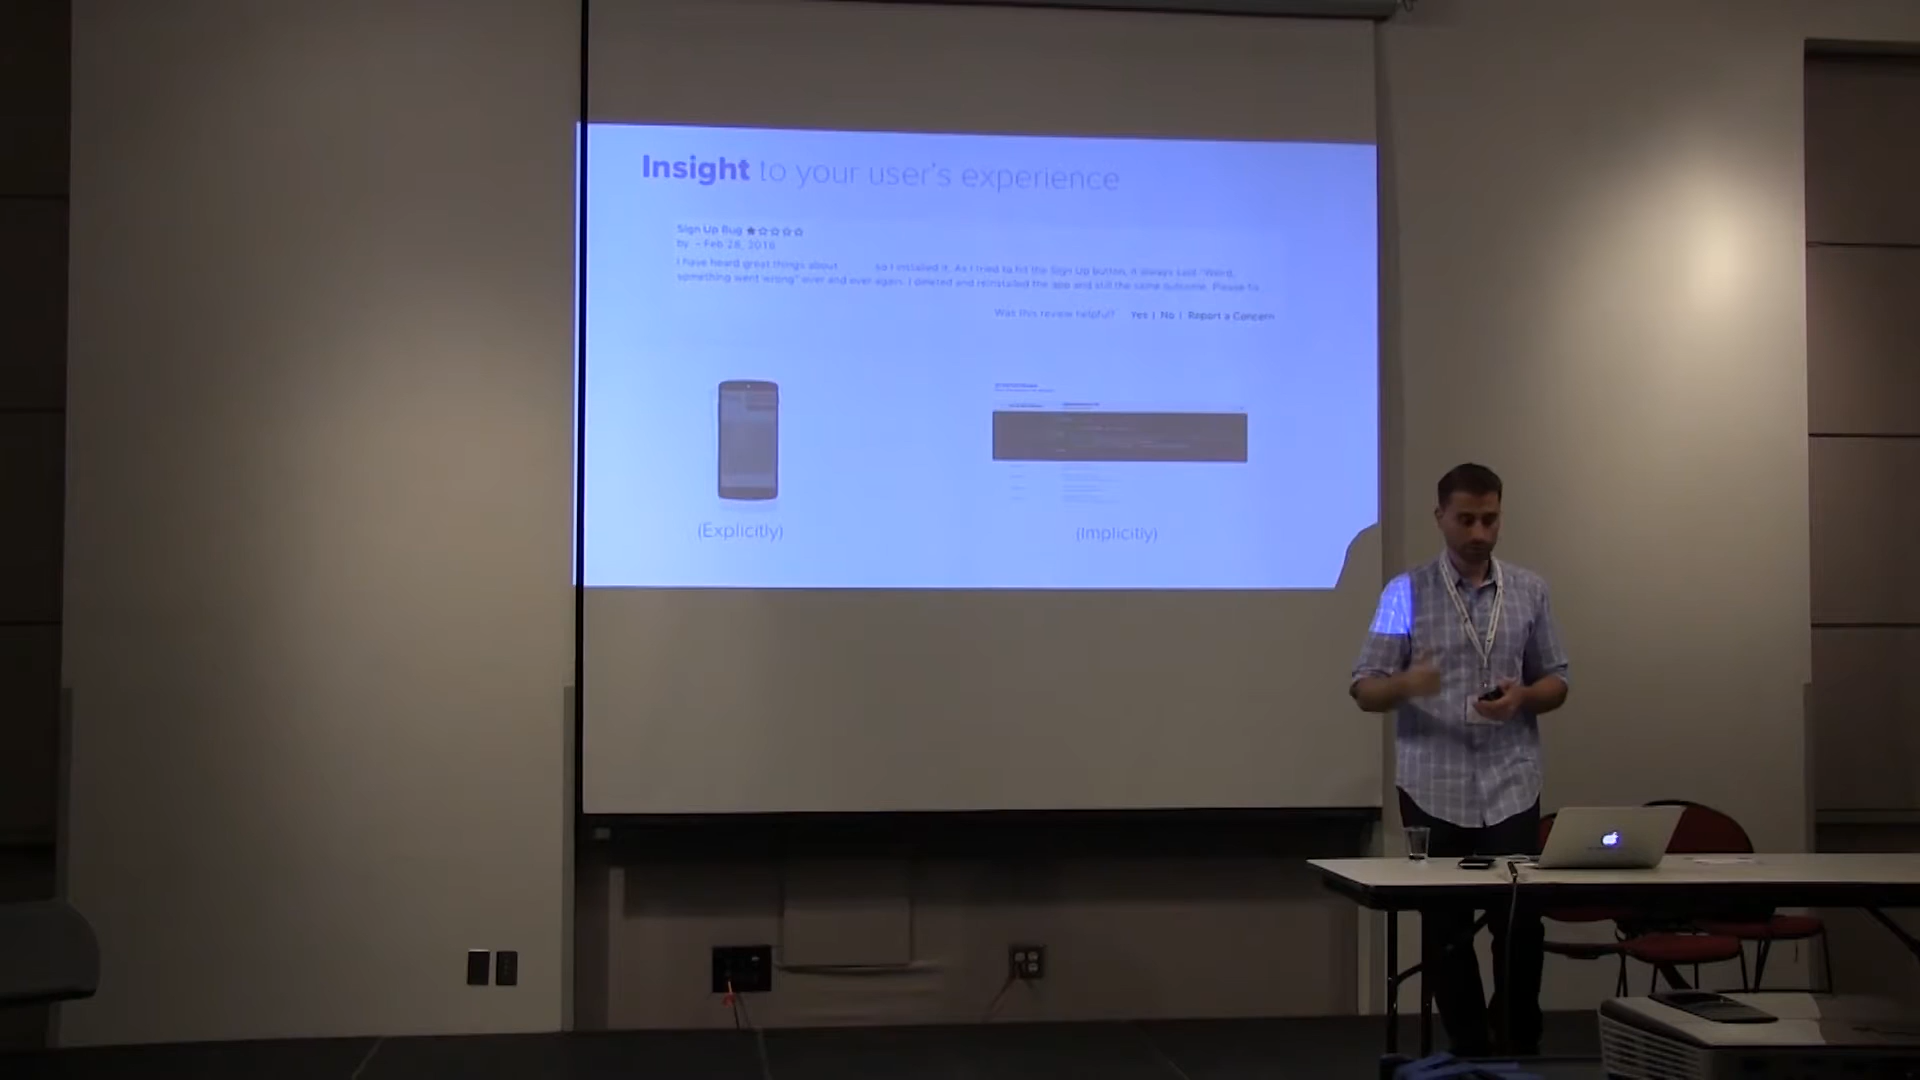 Insight to your user's experience
Sign Up Bug
by - Feb 28, 2016
I have heard great things about so I installed it. As I tried to hit the Sign Up button, it always said "Weird,
something went wrong" over and over again. I deleted and reinstalled the app and still the same outcome. Please fix
Was this review helpful? Yes | No | Report a Concern
(Explicitly)
(Implicitly)